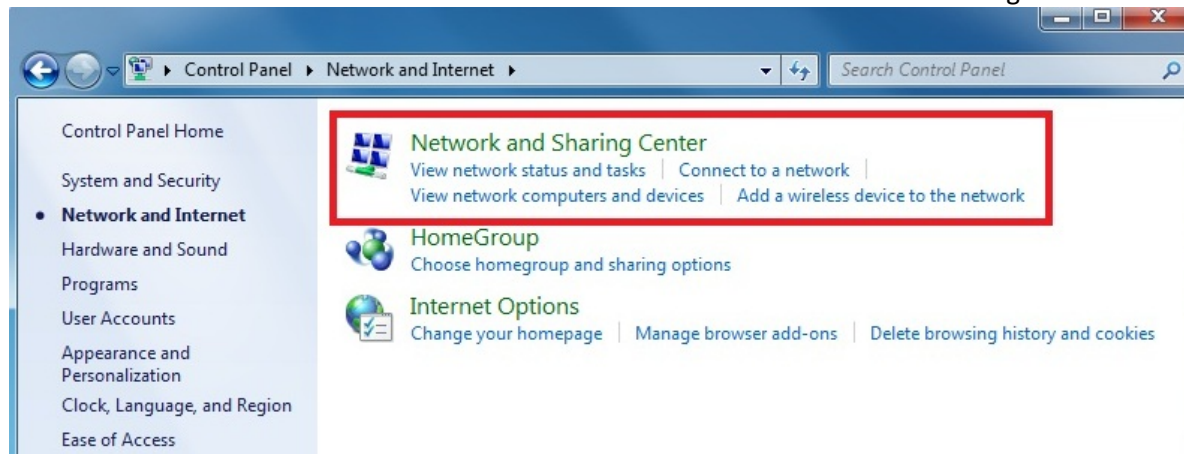 Control Panel ▸ Network and Internet ▸
Search Control Panel
Control Panel Home
System and Security
• Network and Internet
Hardware and Sound
Programs
User Accounts
Appearance and
Personalization
Clock, Language, and Region
Ease of Access
Network and Sharing Center
View network status and tasks | Connect to a network |
View network computers and devices | Add a wireless device to the network
HomeGroup
Choose homegroup and sharing options
Internet Options
Change your homepage | Manage browser add-ons | Delete browsing history and cookies